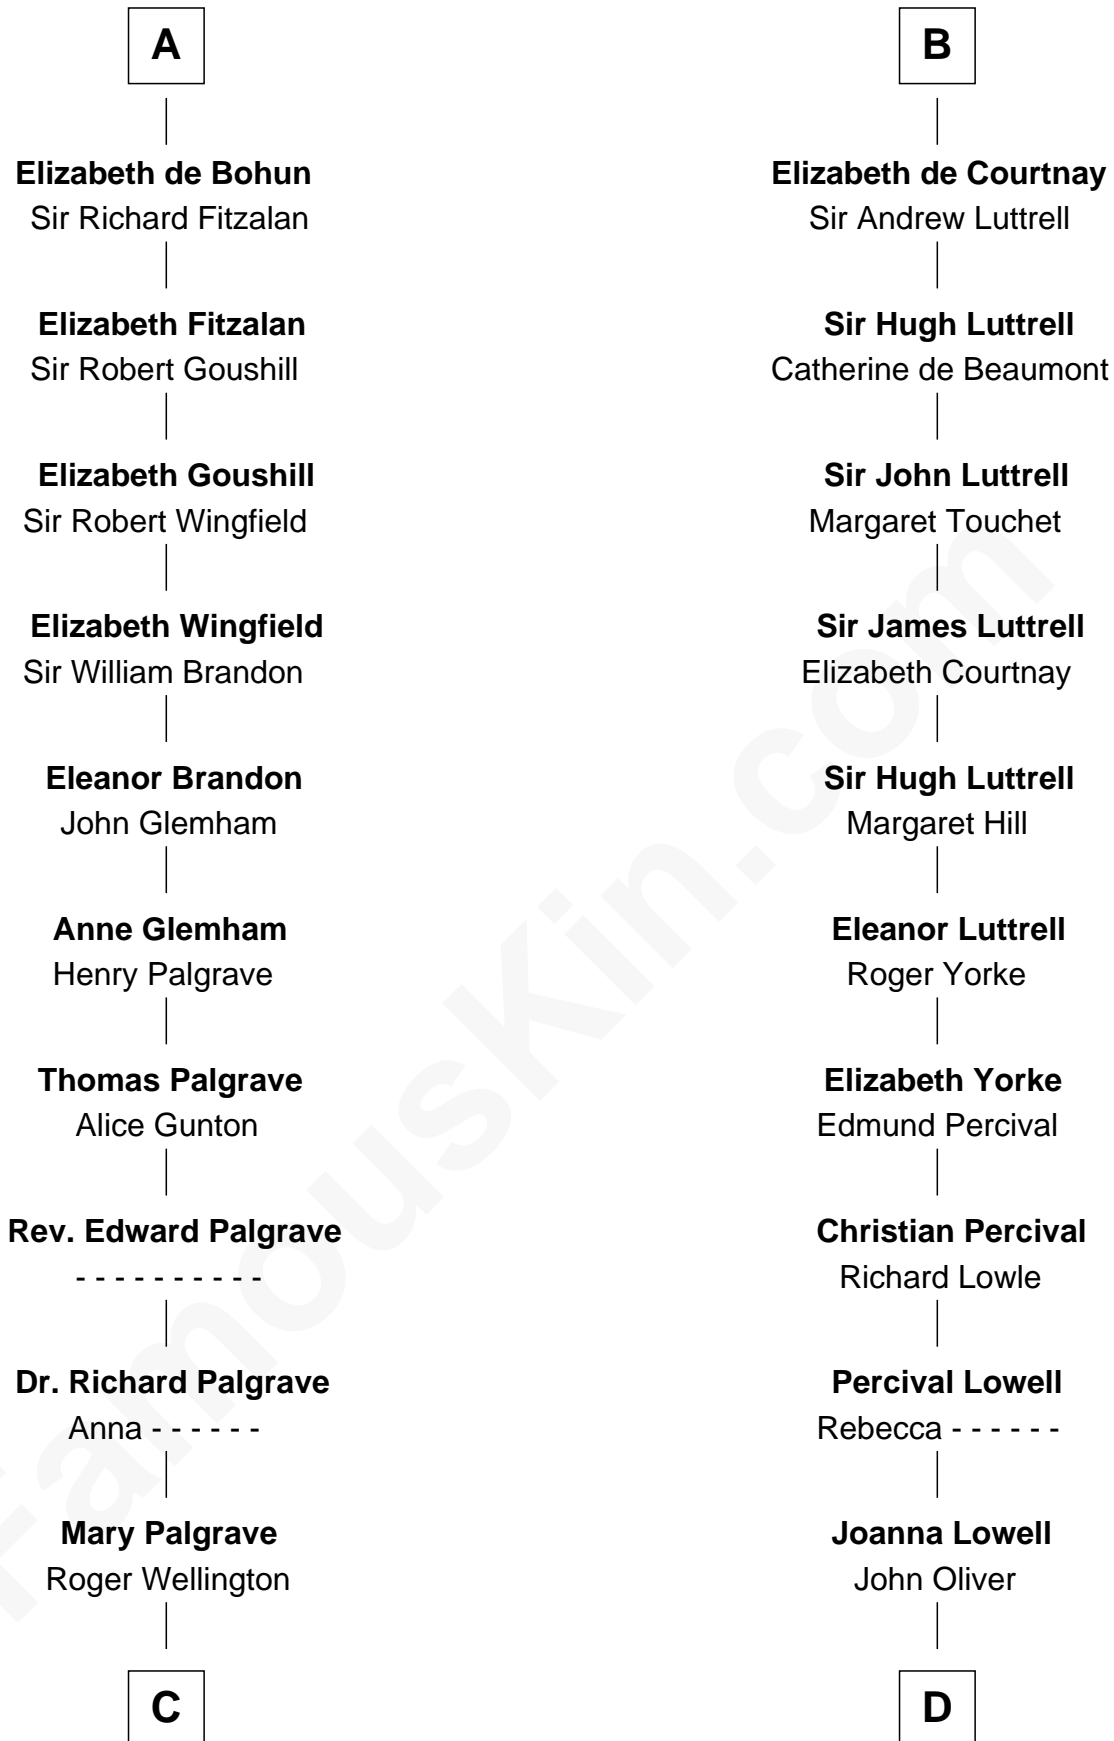 A
Elizabeth de Bohun
Sir Richard Fitzalan
Elizabeth Fitzalan
Sir Robert Goushill
Elizabeth Goushill
Sir Robert Wingfield
Elizabeth Wingfield
Sir William Brandon
Eleanor Brandon
John Glemham
Anne Glemham
Henry Palgrave
Thomas Palgrave
Alice Gunton
Rev. Edward Palgrave
- - - - - - - - - -
Dr. Richard Palgrave
Anna - - - - - -
Mary Palgrave
Roger Wellington
C
B
Elizabeth de Courtnay
Sir Andrew Luttrell
Sir Hugh Luttrell
Catherine de Beaumont
Sir John Luttrell
Margaret Touchet
Sir James Luttrell
Elizabeth Courtnay
Sir Hugh Luttrell
Margaret Hill
Eleanor Luttrell
Roger Yorke
Elizabeth Yorke
Edmund Percival
Christian Percival
Richard Lowle
Percival Lowell
Rebecca - - - - - -
Joanna Lowell
John Oliver
D
FamousKin.com